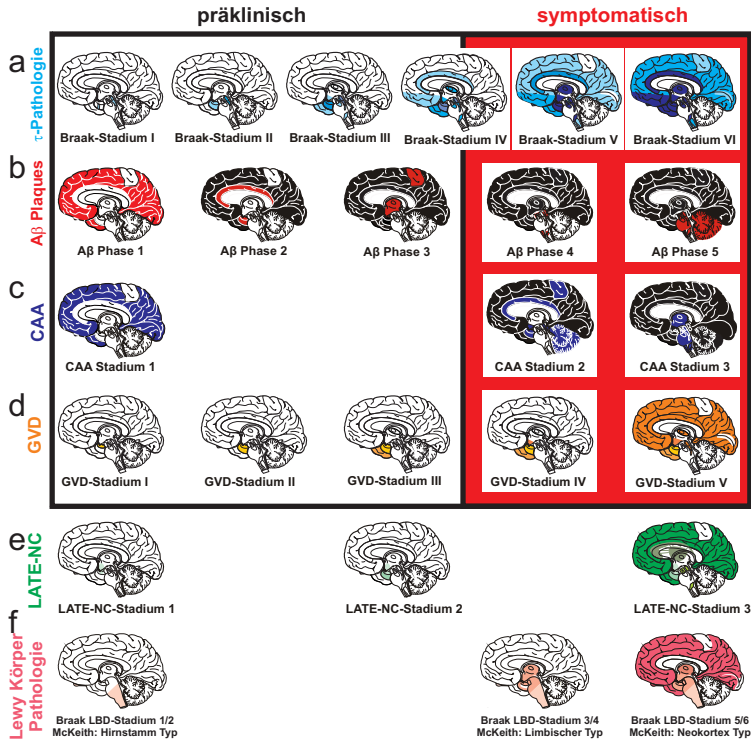 präklinisch
symptomatisch
a
τ-Pathologie
Braak-Stadium I
Braak-Stadium II
Braak-Stadium III
Braak-Stadium IV
Braak-Stadium V
Braak-Stadium VI
b
Aβ Plaques
Aβ Phase 1
Aβ Phase 2
Aβ Phase 3
Aβ Phase 4
Aβ Phase 5
c
CAA
CAA Stadium 1
CAA Stadium 2
CAA Stadium 3
d
GVD
GVD-Stadium I
GVD-Stadium II
GVD-Stadium III
GVD-Stadium IV
GVD-Stadium V
e
LATE-NC
LATE-NC-Stadium 1
LATE-NC-Stadium 2
LATE-NC-Stadium 3
f
Lewy Körper
Pathologie
Braak LBD-Stadium 1/2
McKeith: Hirnstamm Typ
Braak LBD-Stadium 3/4
McKeith: Limbischer Typ
Braak LBD-Stadium 5/6
McKeith: Neokortex Typ